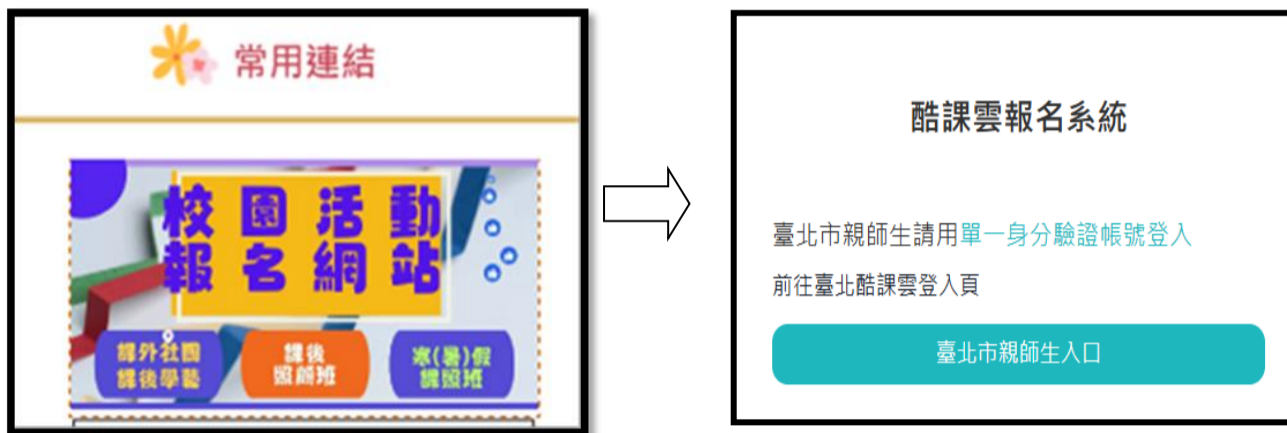 常用連結
校園活動
報名網站
課外社團
課後學藝
課後
照顧班
寒(暑)假
課照班
酷課雲報名系統
臺北市親師生請用單一身分驗證帳號登入
前往臺北酷課雲登入頁
臺北市親師生入口